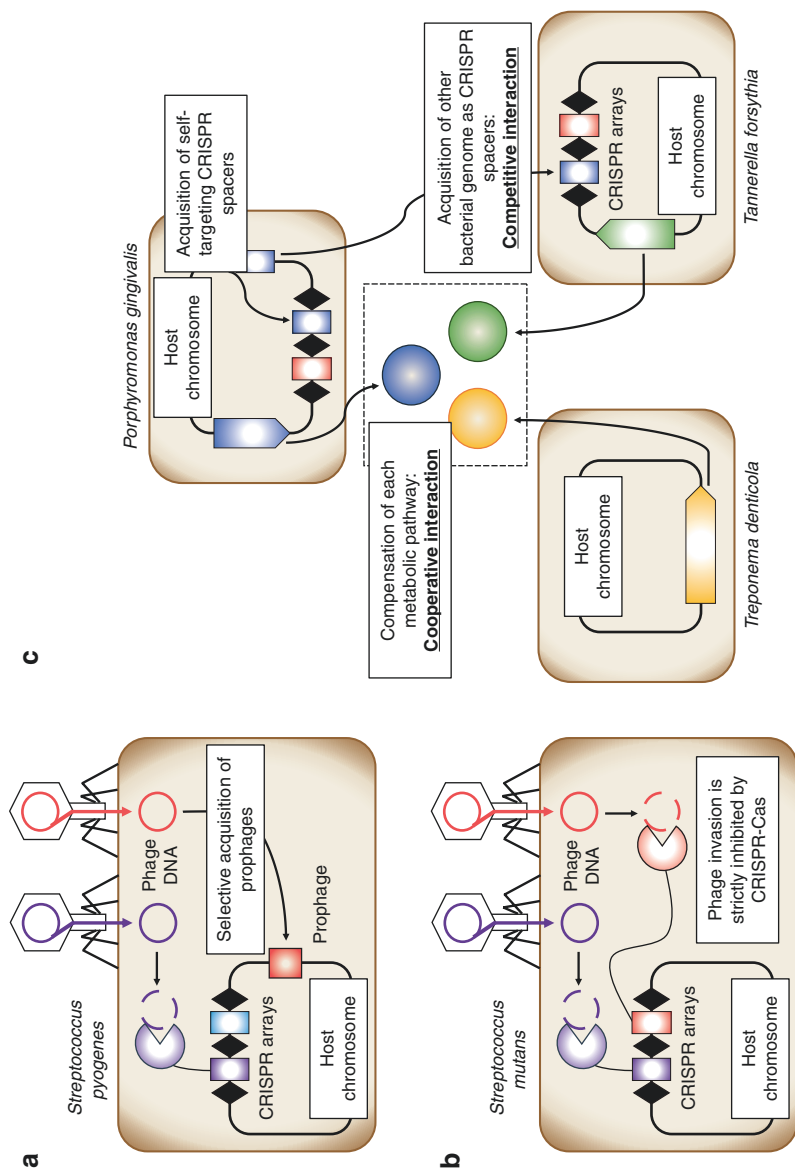 a
Streptococcus
pyogenes
Phage
DNA
Selective acquisition of
prophages
Prophage
CRISPR arrays
Host
chromosome
b
Streptococcus
mutans
Phage
DNA
Phage invasion is
strictly inhibited by
CRISPR-Cas
CRISPR arrays
Host
chromosome
c
Porphyromonas gingivalis
Host
chromosome
Acquisition of self-
targeting CRISPR
spacers
Compensation of each
metabolic pathway:
Cooperative interaction
Acquisition of other
bacterial genome as CRISPR
spacers:
Competitive interaction
Host
chromosome
Treponema denticola
CRISPR arrays
Host
chromosome
Tannerella forsythia